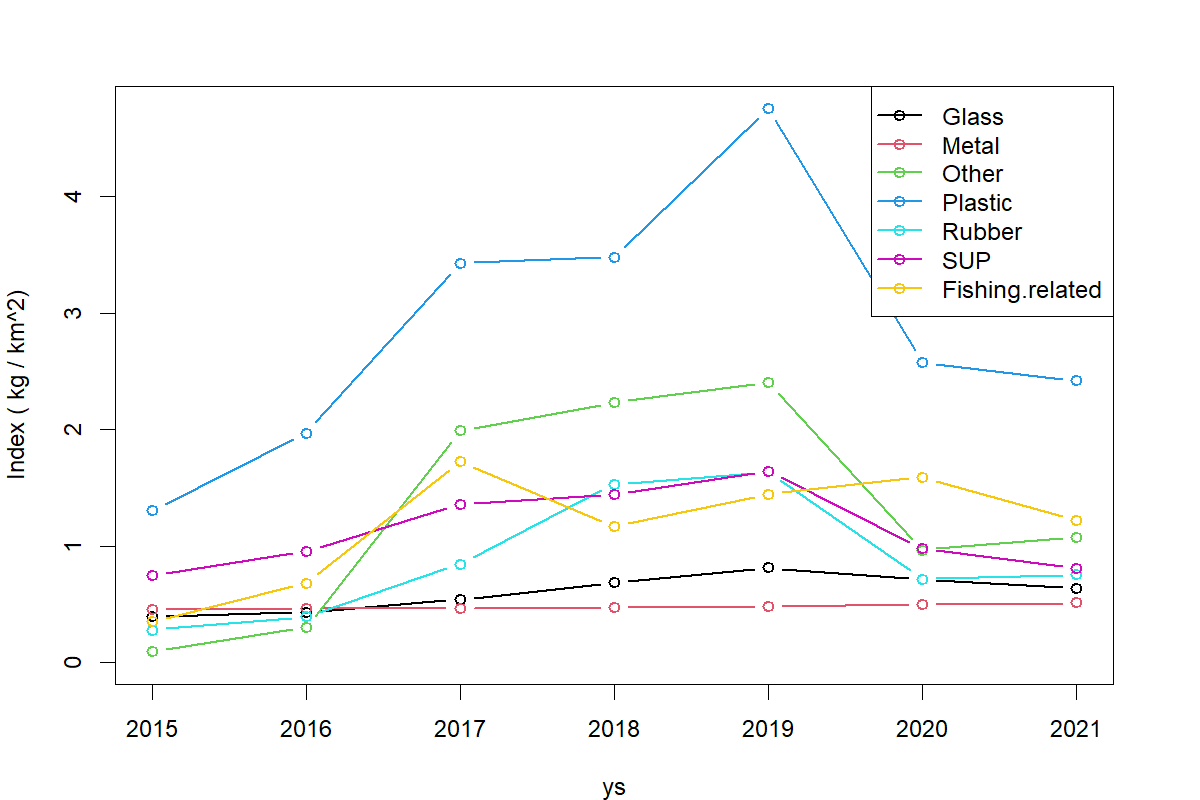 Glass
Metal
Other
Plastic
Rubber
SUP
Fishing.related
Index ( kg / km^2)
4
3
2
1
0
2015 2016 2017 2018 2019 2020 2021
ys